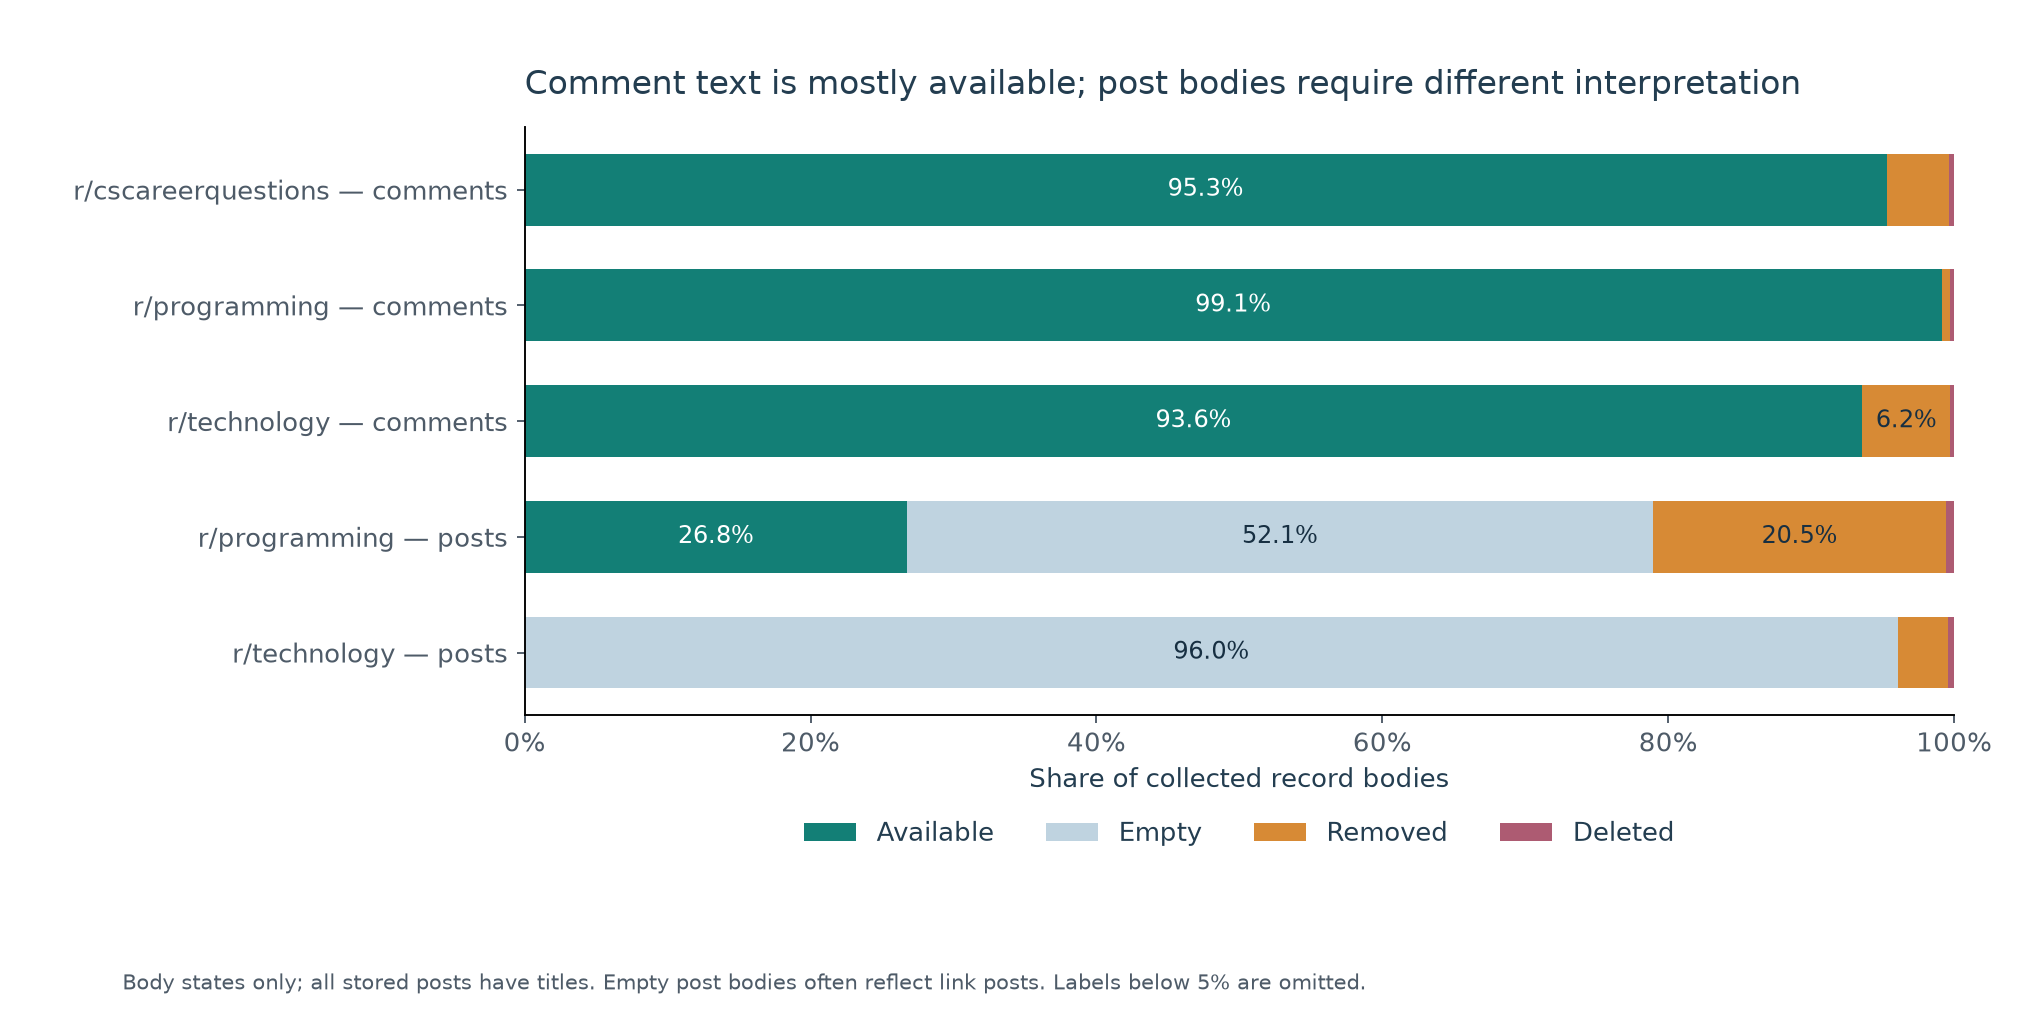 Comment text is mostly available; post bodies require different interpretation
r/cscareerquestions — comments
95.3%
r/programming — comments
99.1%
r/technology — comments
93.6%
6.2%
r/programming — posts
26.8%
52.1%
20.5%
r/technology — posts
96.0%
0%
20%
40%
60%
80%
100%
Share of collected record bodies
Available
Empty
Removed
Deleted
Body states only; all stored posts have titles. Empty post bodies often reflect link posts. Labels below 5% are omitted.